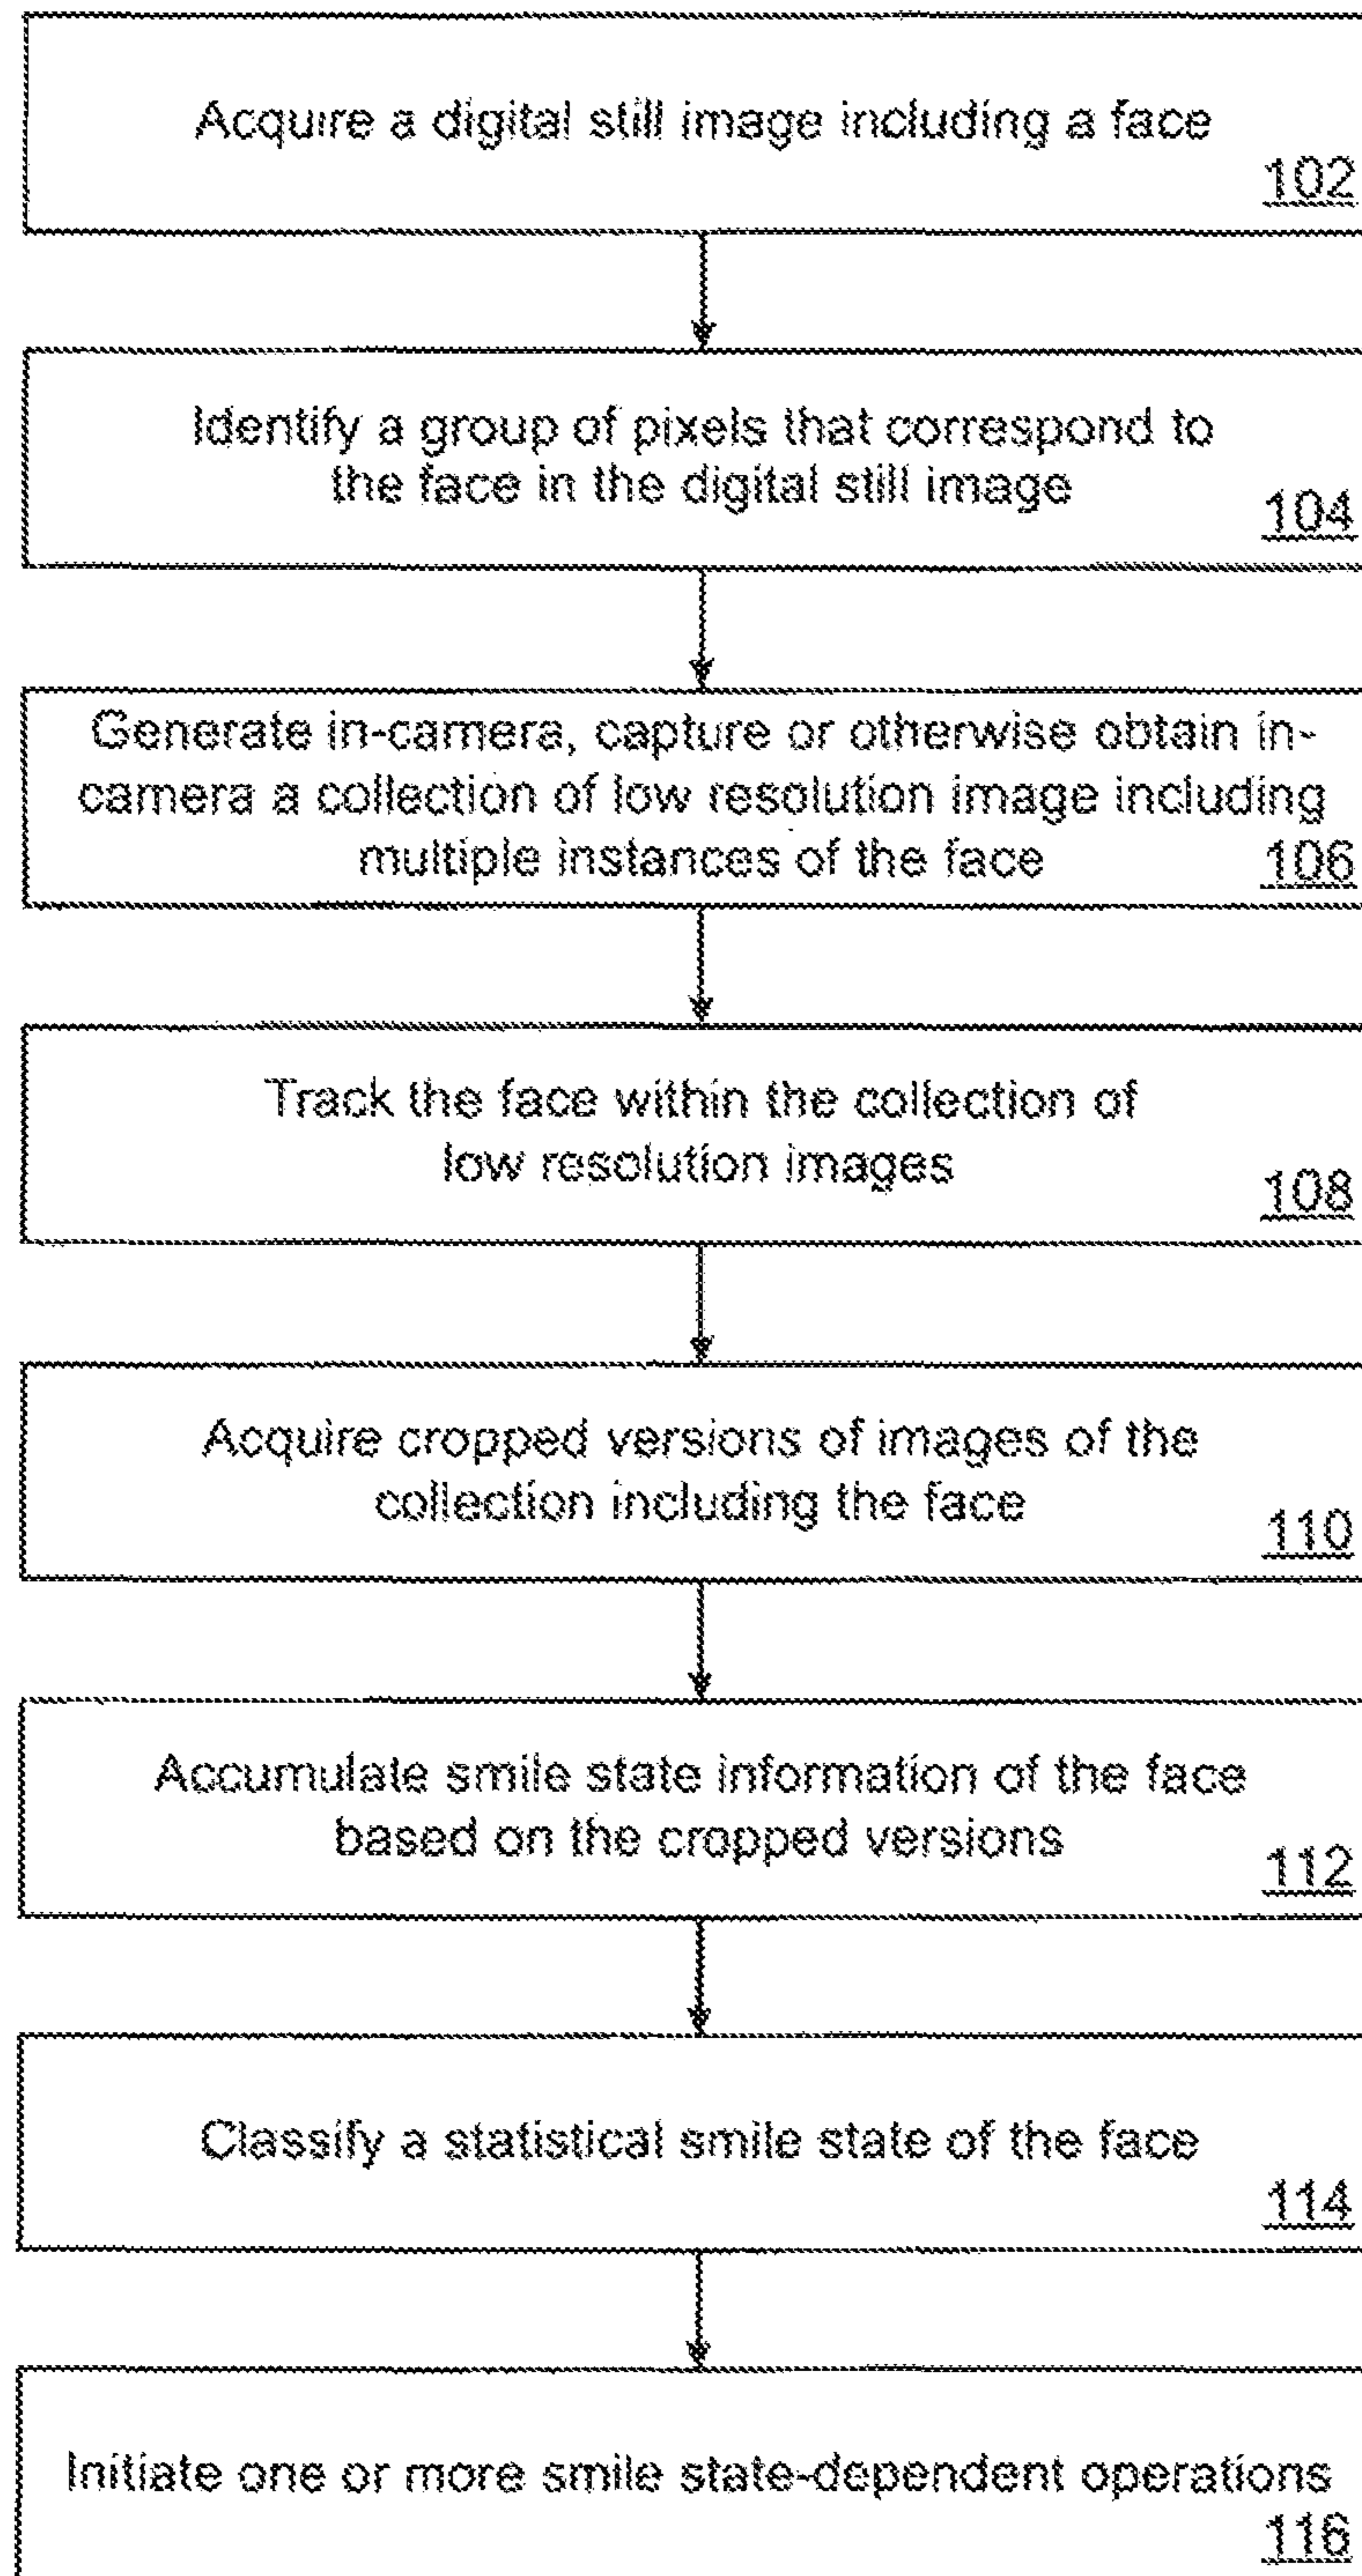 Acquire a digital still image including a face
102
Identify a group of pixels that correspond to
the face in the digital still image
104
Generate in-camera, capture or otherwise obtain in-
camera a collection of low resolution image including
multiple instances of the face
106
Track the face within the collection of
low resolution images
108
Acquire cropped versions of images of the
collection including the face
110
Accumulate smile state information of the face
based on the cropped versions
112
Classify a statistical smile state of the face
114
Initiate one or more smile state-dependent operations
116